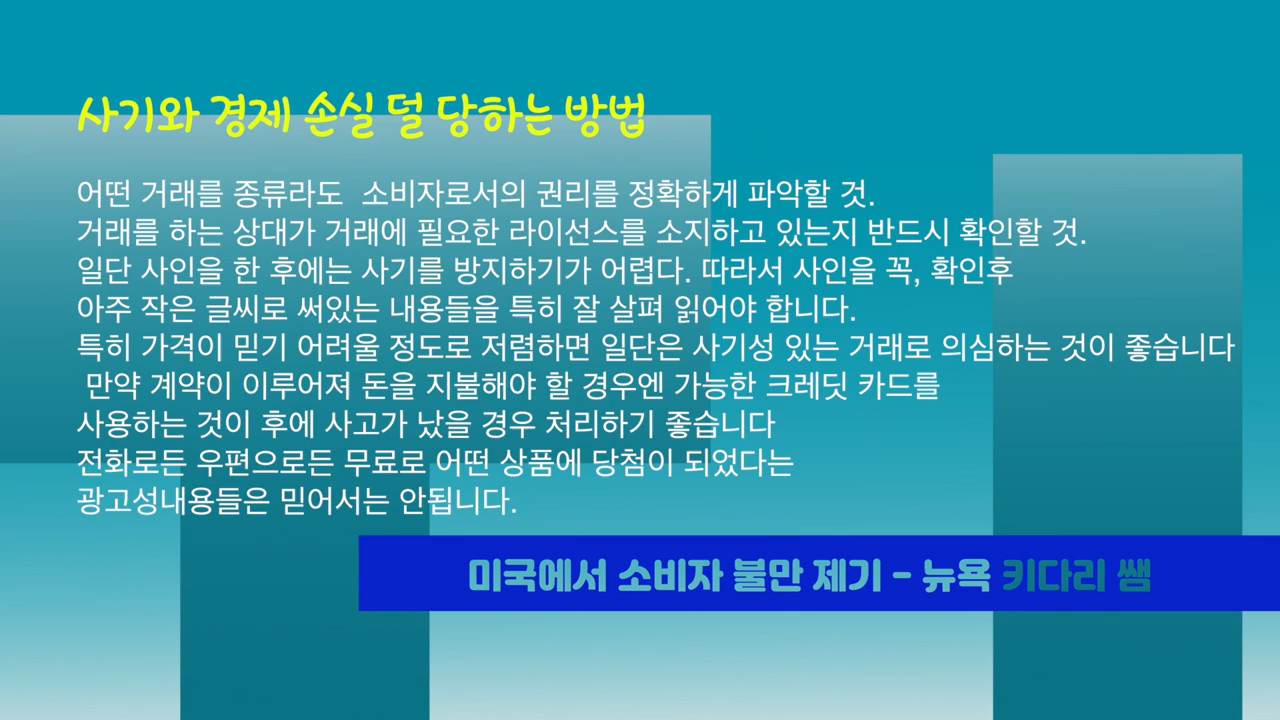 사기와 경제 손실 덜 당하는 방법
어떤 거래를 종류라도 소비자로서의 권리를 정확하게 파악할 것.
거래를 하는 상대가 거래에 필요한 라이선스를 소지하고 있는지 반드시 확인할 것.
일단 사인을 한 후에는 사기를 방지하기가 어렵다. 따라서 사인을 꼭, 확인후
아주 작은 글씨로 써있는 내용들을 특히 잘 살펴 읽어야 합니다.
특히 가격이 믿기 어려울 정도로 저렴하면 일단은 사기성 있는 거래로 의심하는 것이 좋습니다
만약 계약이 이루어져 돈을 지불해야 할 경우엔 가능한 크레딧 카드를
사용하는 것이 후에 사고가 났을 경우 처리하기 좋습니다
전화로든 우편으로든 무료로 어떤 상품에 당첨이 되었다는
광고성내용들은 믿어서는 안됩니다.
미국에서 소비자 불만 제기 - 뉴욕 키다리 쌤